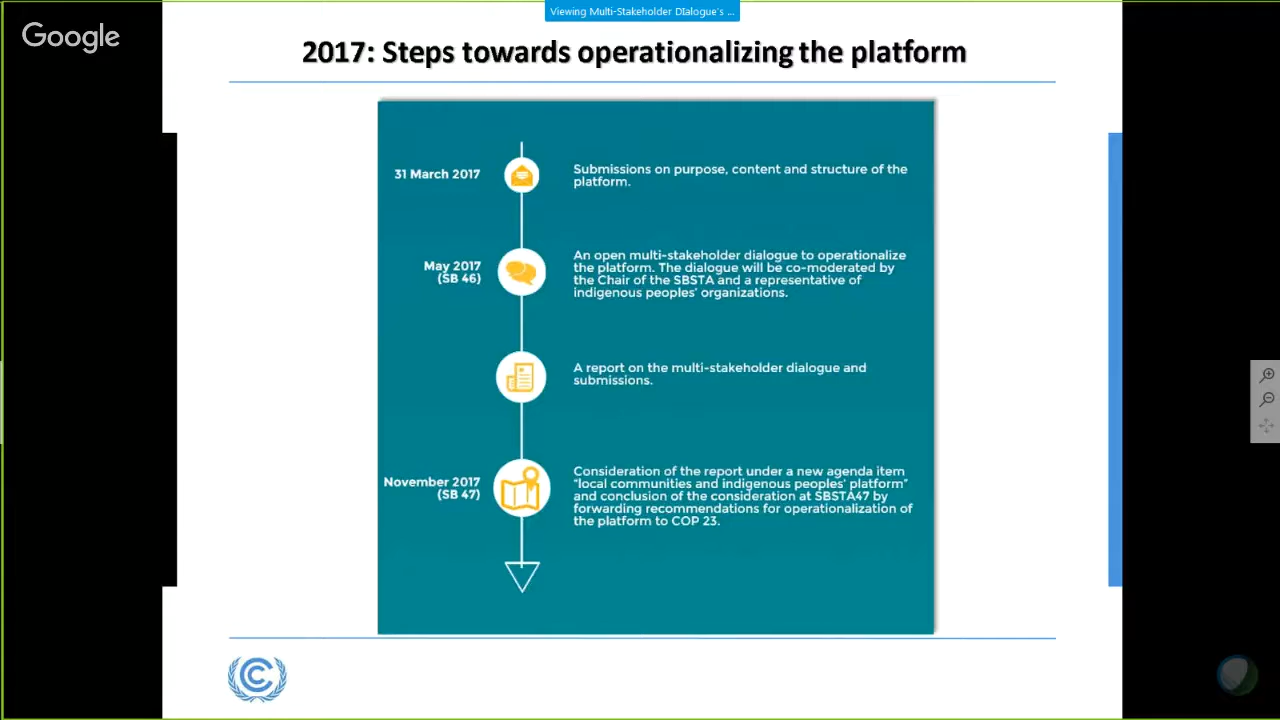 Viewing Multi-Stakeholder DIalogue's ...
Google
2017: Steps towards operationalizing the platform
31 March 2017
Submissions on purpose, content and structure of the
platform.
May 2017
(SB 46)
An open multi-stakeholder dialogue to operationalize
the platform. The dialogue will be co-moderated by
the Chair of the SBSTA and a representative of
indigenous peoples' organizations.
A report on the multi-stakeholder dialogue and
submissions.
November 2017
(SB 47)
Consideration of the report under a new agenda item
"local communities and indigenous peoples' platform"
and conclusion of the consideration at SBSTA47 by
forwarding recommendations for operationalization of
the platform to COP 23.